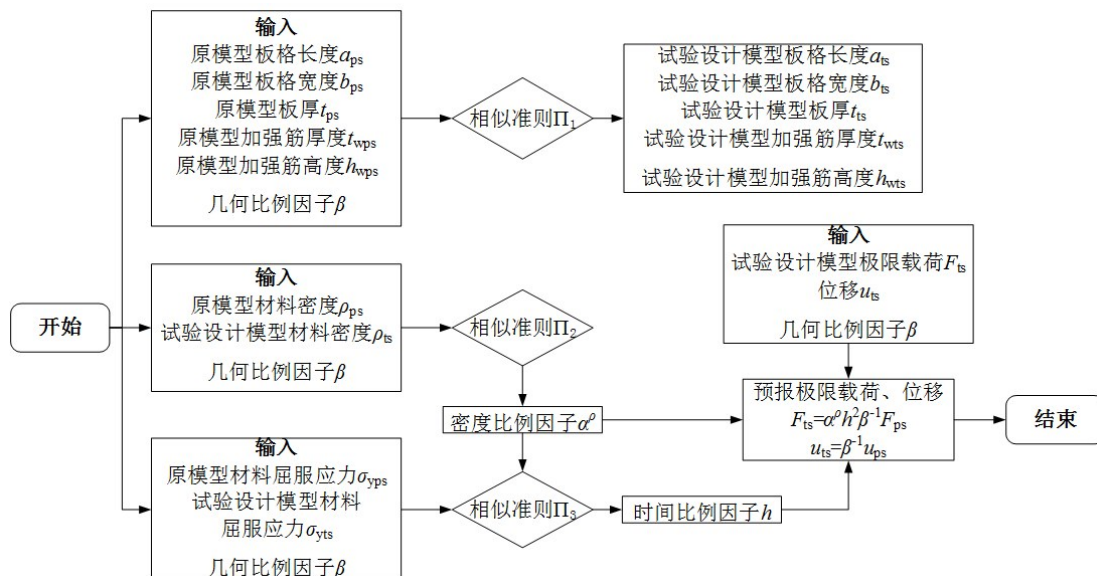 开始
输入
原模型板格长度aps
原模型板格宽度bps
原模型板厚tps
原模型加强筋厚度twps
原模型加强筋高度hwps
几何比例因子β
相似准则Π1
试验设计模型板格长度ats
试验设计模型板格宽度bts
试验设计模型板厚tts
试验设计模型加强筋厚度twts
试验设计模型加强筋高度hwts
输入
原模型材料密度ρps
试验设计模型材料密度ρts
几何比例因子β
相似准则Π2
密度比例因子αρ
输入
原模型材料屈服应力σyps
试验设计模型材料
屈服应力σyts
几何比例因子β
相似准则Π3
时间比例因子h
输入
试验设计模型极限载荷Fts
位移uts
几何比例因子β
预报极限载荷、位移
Fts=αρh2β-1Fps
uts=β-1ups
结束